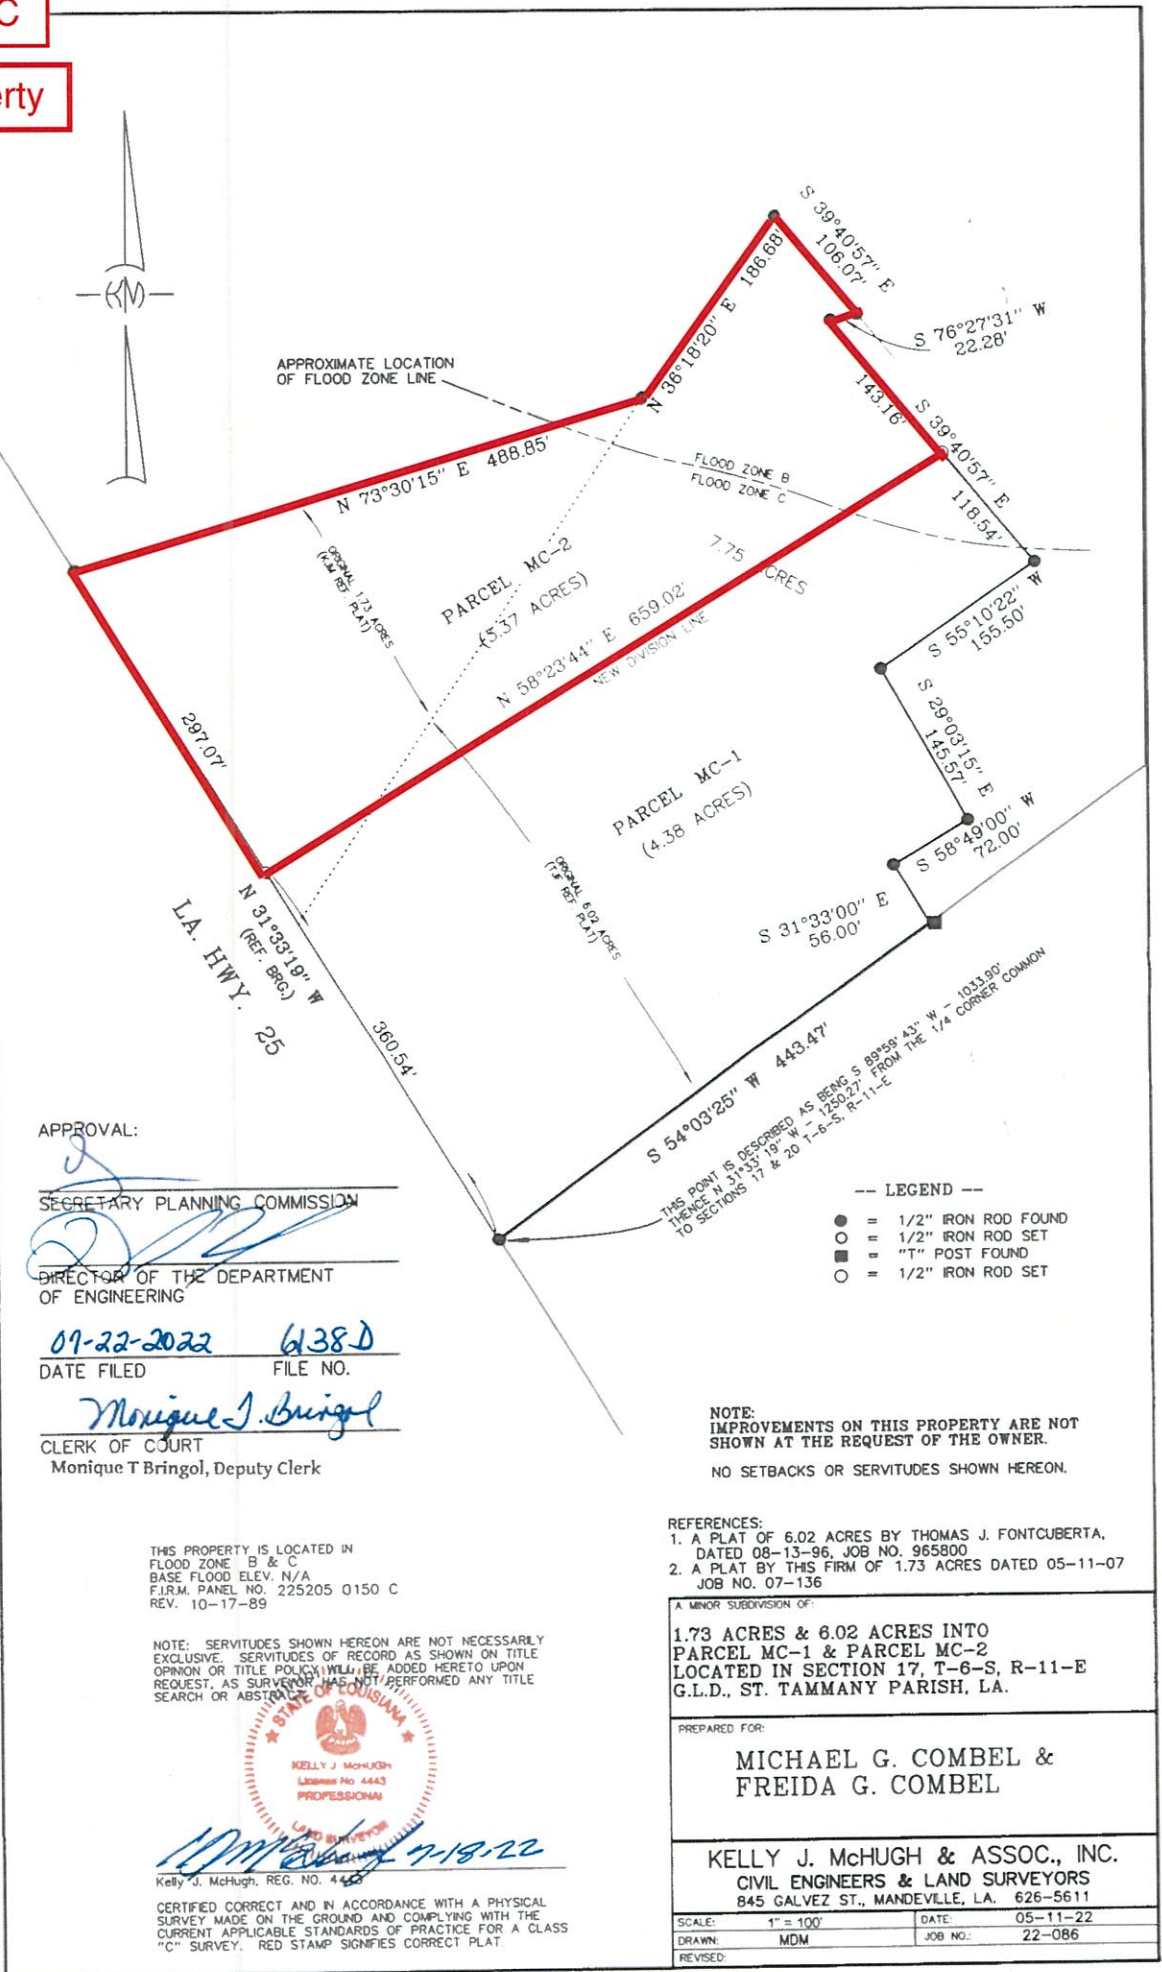 C
erty
S 39°40'57" E
106.07'
N 36°18'20" E 186.68'
S 76°27'31" W
22.28'
APPROXIMATE LOCATION
OF FLOOD ZONE LINE
143.16'
S 39°40'57" E
118.54'
N 73°30'15" E 488.85'
FLOOD ZONE B
FLOOD ZONE C
ORIGINAL 1.73 ACRES
(KJM REF. PLAT)
PARCEL MC-2
(3.37 ACRES)
7.75 CRES
N 58°23'44" E 659.02'
NEW DIVISION LINE
S 55°10'22" W
155.50'
S 29°03'15" E
145.57'
297.07'
PARCEL MC-1
(4.38 ACRES)
S 58°49'00" W
72.00'
ORIGINAL 6.02 ACRES
(TJF REF. PLAT)
S 31°33'00" E
56.00'
N 31°33'19" W
(REF. BRG.)
LA. HWY. 25
360.54'
S 54°03'25" W 443.47'
THIS POINT IS DESCRIBED AS BEING S 89°59'43" W - 1033.90'
THENCE N 31°33'19" W - 1250.27' FROM THE 1/4 CORNER COMMON
TO SECTIONS 17 & 20 T-6-S, R-11-E
APPROVAL:
SECRETARY PLANNING COMMISSION
DIRECTOR OF THE DEPARTMENT
OF ENGINEERING
07-22-2022 6138D
DATE FILED FILE NO.
Monique T. Bringol
CLERK OF COURT
Monique T Bringol, Deputy Clerk
-- LEGEND --
= 1/2" IRON ROD FOUND
= 1/2" IRON ROD SET
= "T" POST FOUND
= 1/2" IRON ROD SET
NOTE:
IMPROVEMENTS ON THIS PROPERTY ARE NOT
SHOWN AT THE REQUEST OF THE OWNER.
NO SETBACKS OR SERVITUDES SHOWN HEREON.
REFERENCES:
1. A PLAT OF 6.02 ACRES BY THOMAS J. FONTCUBERTA,
DATED 08-13-96, JOB NO. 965800
2. A PLAT BY THIS FIRM OF 1.73 ACRES DATED 05-11-07
JOB NO. 07-136
THIS PROPERTY IS LOCATED IN
FLOOD ZONE B & C
BASE FLOOD ELEV. N/A
F.I.R.M. PANEL NO. 225205 0150 C
REV. 10-17-89
NOTE: SERVITUDES SHOWN HEREON ARE NOT NECESSARILY
EXCLUSIVE. SERVITUDES OF RECORD AS SHOWN ON TITLE
OPINION OR TITLE POLICY WILL BE ADDED HERETO UPON
REQUEST, AS SURVEYOR HAS NOT PERFORMED ANY TITLE
SEARCH OR ABSTRACT.
STATE OF LOUISIANA
KELLY J McHUGH
License No 4443
PROFESSIONAL
LAND SURVEYOR
7-18-22
Kelly J. McHUGH, REG. NO. 4443
CERTIFIED CORRECT AND IN ACCORDANCE WITH A PHYSICAL
SURVEY MADE ON THE GROUND AND COMPLYING WITH THE
CURRENT APPLICABLE STANDARDS OF PRACTICE FOR A CLASS
"C" SURVEY. RED STAMP SIGNIFIES CORRECT PLAT.
A MINOR SUBDIVISION OF:
1.73 ACRES & 6.02 ACRES INTO
PARCEL MC-1 & PARCEL MC-2
LOCATED IN SECTION 17, T-6-S, R-11-E
G.L.D., ST. TAMMANY PARISH, LA.
PREPARED FOR:
MICHAEL G. COMBEL &
FREIDA G. COMBEL
KELLY J. McHUGH & ASSOC., INC.
CIVIL ENGINEERS & LAND SURVEYORS
845 GALVEZ ST., MANDEVILLE, LA. 626-5611
SCALE: 1" = 100' DATE: 05-11-22
DRAWN: MDM JOB NO.: 22-086
REVISED: